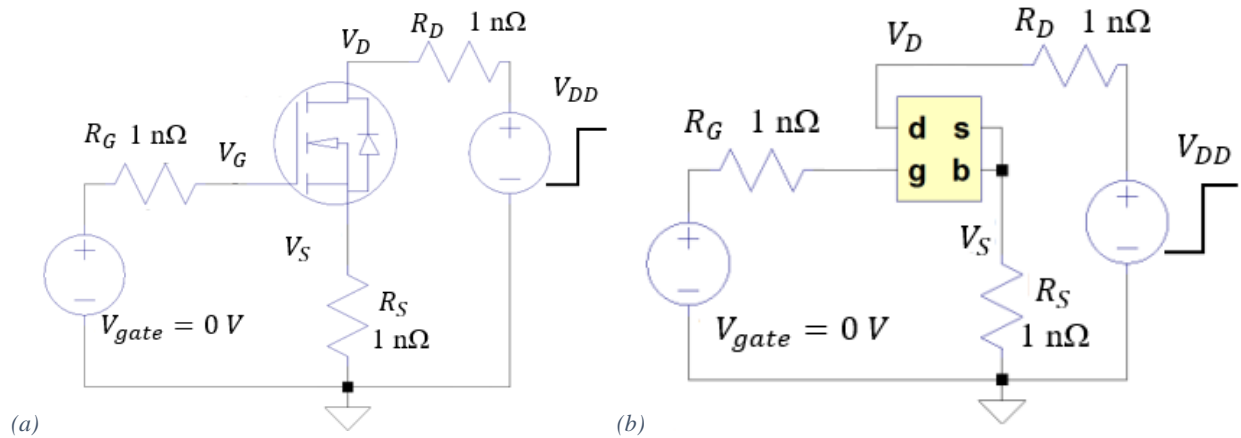 V_D
R_D 1 nΩ
V_DD
R_G 1 nΩ
V_G
+
−
+
−
V_S
R_S
1 nΩ
V_gate = 0 V
(a)
V_D
R_D 1 nΩ
R_G 1 nΩ
d s
g b
V_DD
+
−
+
−
V_S
R_S
1 nΩ
V_gate = 0 V
(b)